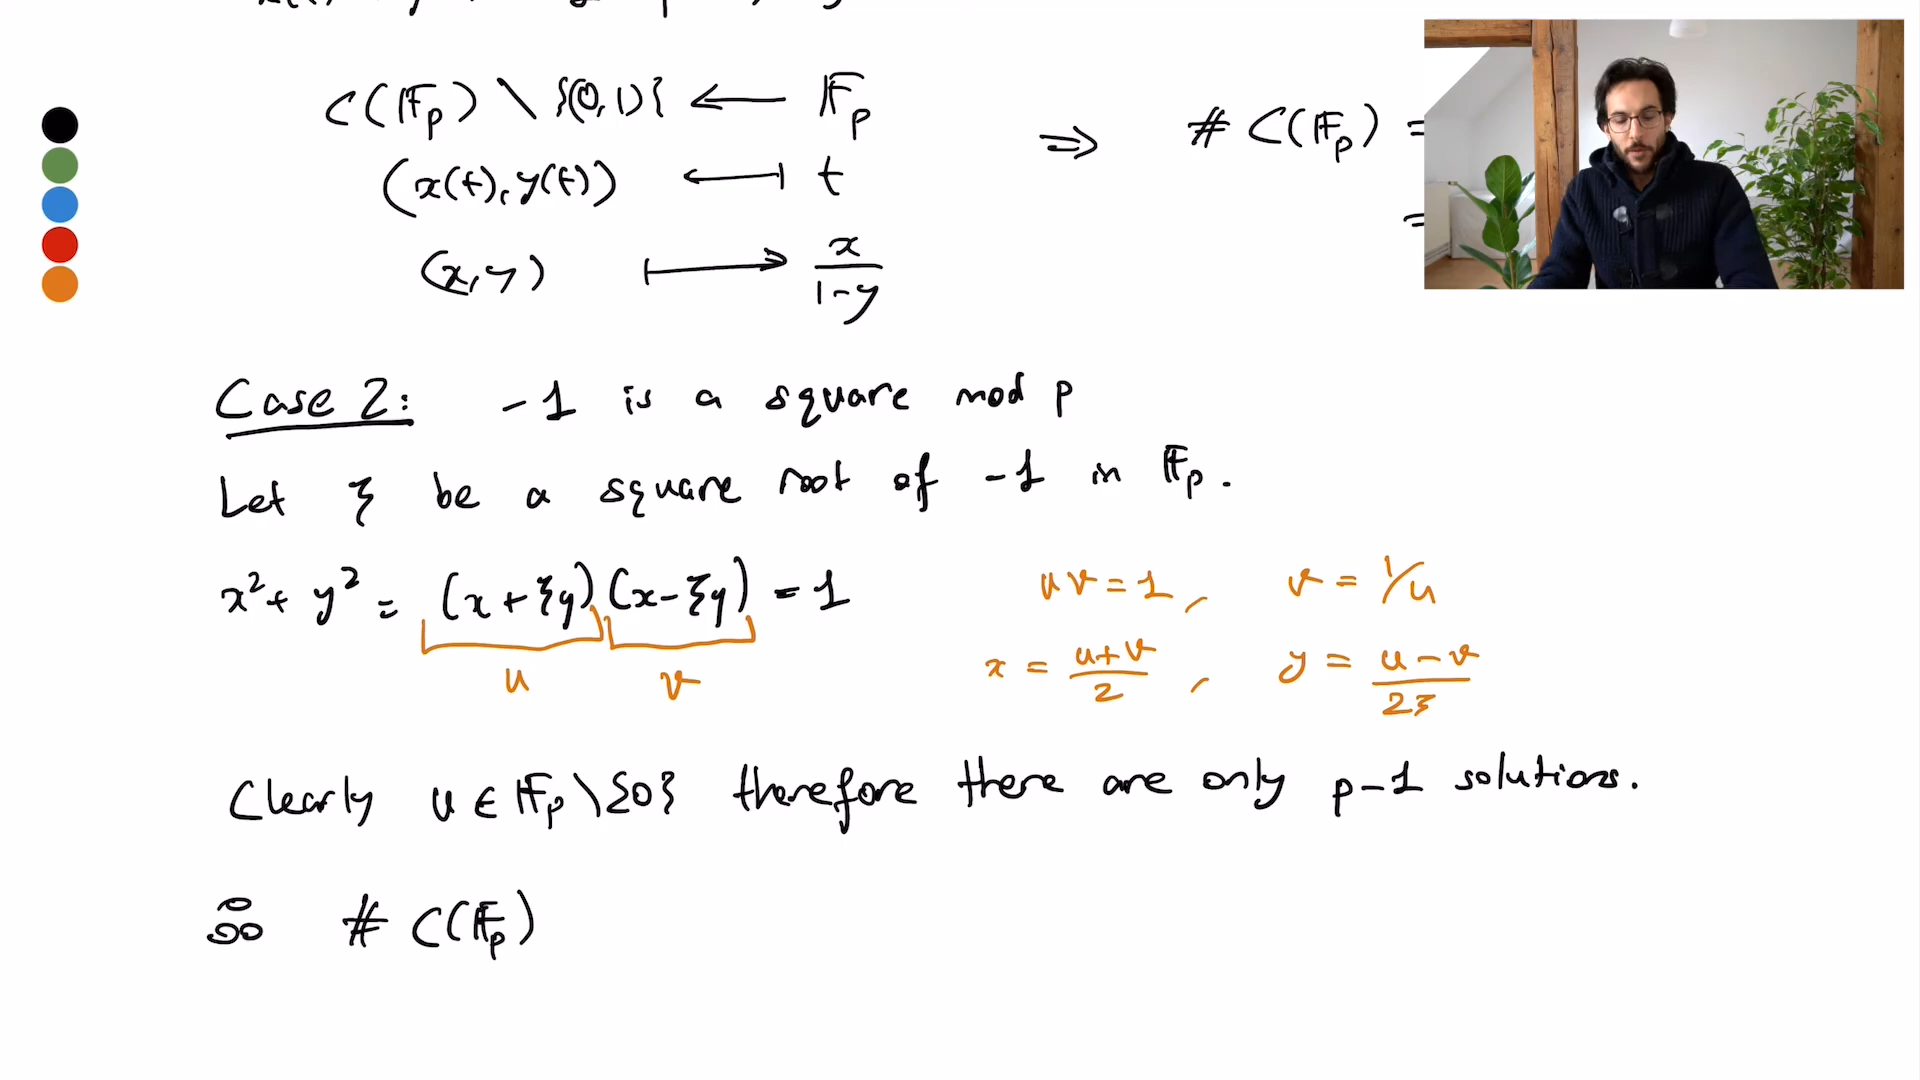 C(𝔽p) \ {(0,1)} ← 𝔽p
(x(t), y(t)) ↤ t
(x,y) ↦ x/(1-y)
⇒ # C(𝔽p) =
=
Case 2: -1 is a square mod p
Let ξ be a square root of -1 in 𝔽p.
x² + y² = (x+ξy)(x-ξy) = 1
u v
uv = 1, v = 1/u
x = (u+v)/2, y = (u-v)/2ξ
Clearly u ∈ 𝔽p \ {0} therefore there are only p-1 solutions.
So # C(𝔽p)